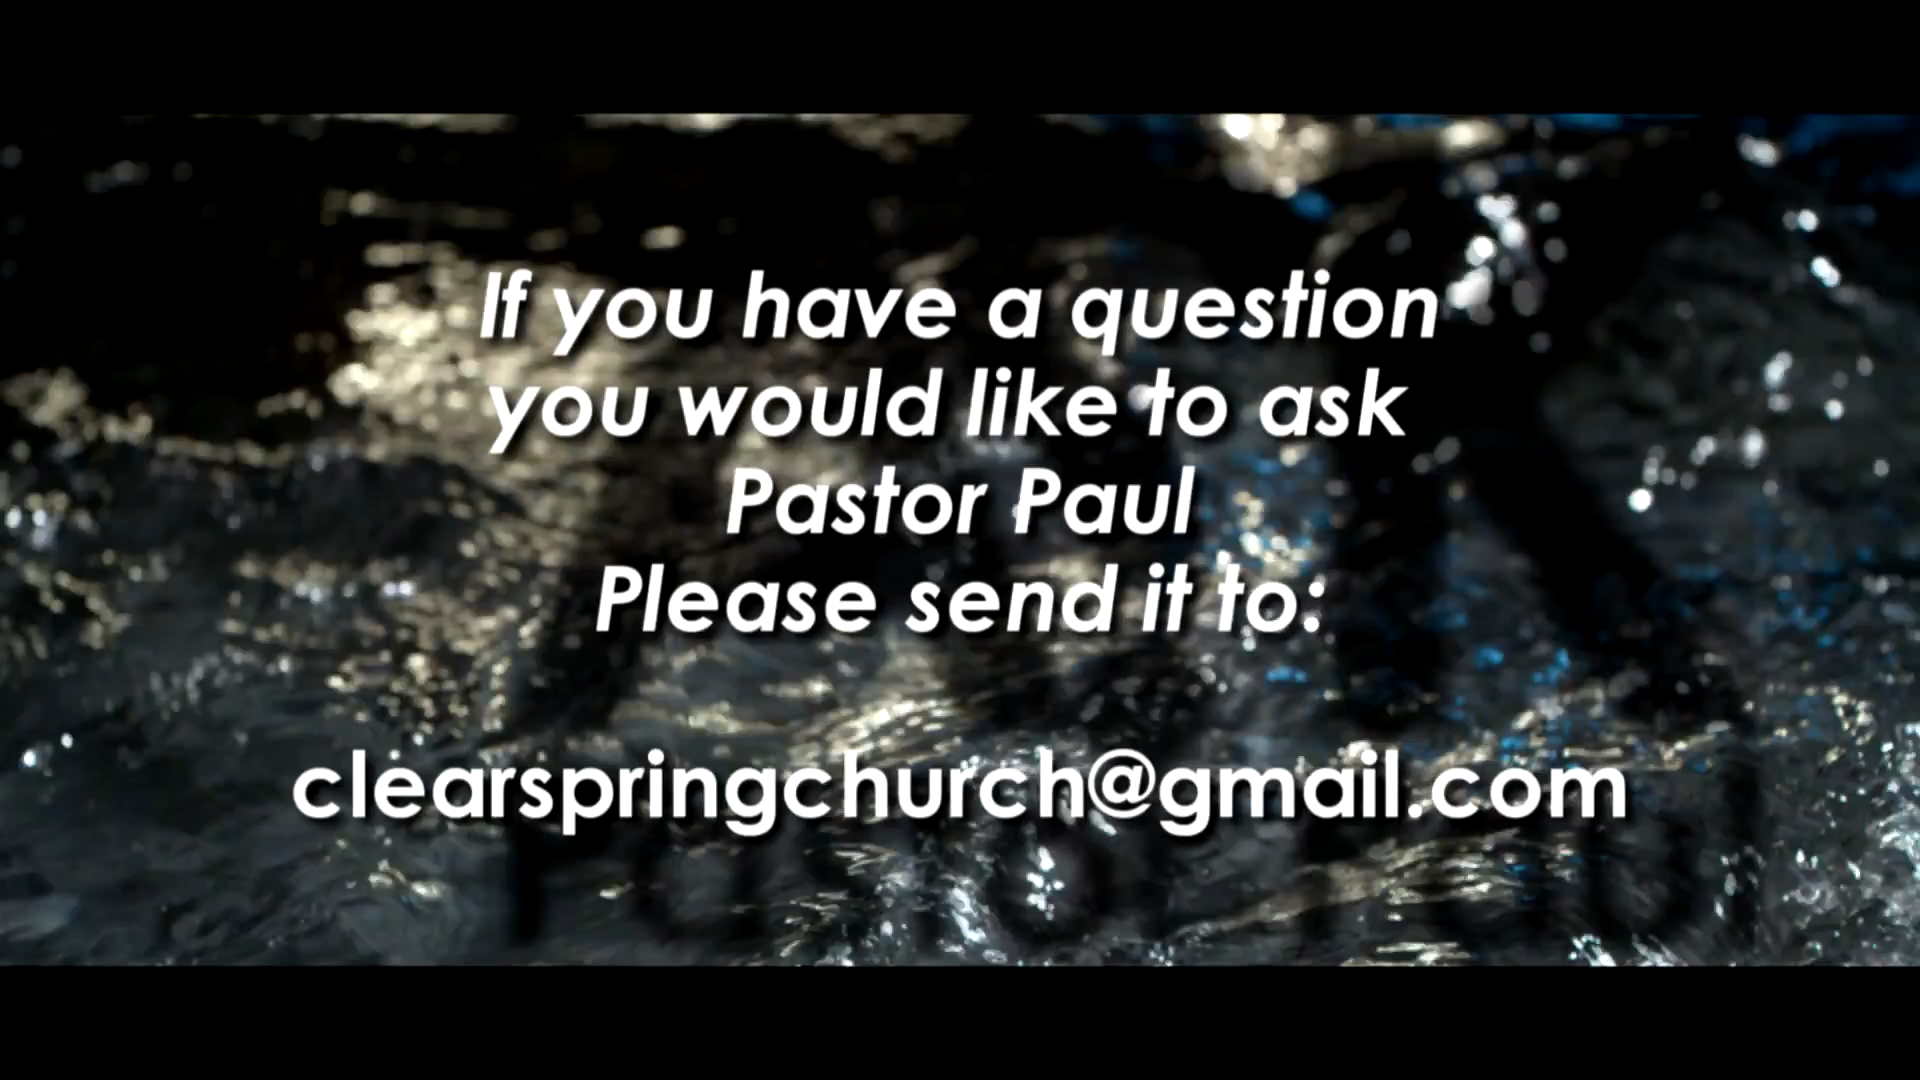 If you have a question
you would like to ask
Pastor Paul
Please send it to:
clearspringchurch@gmail.com